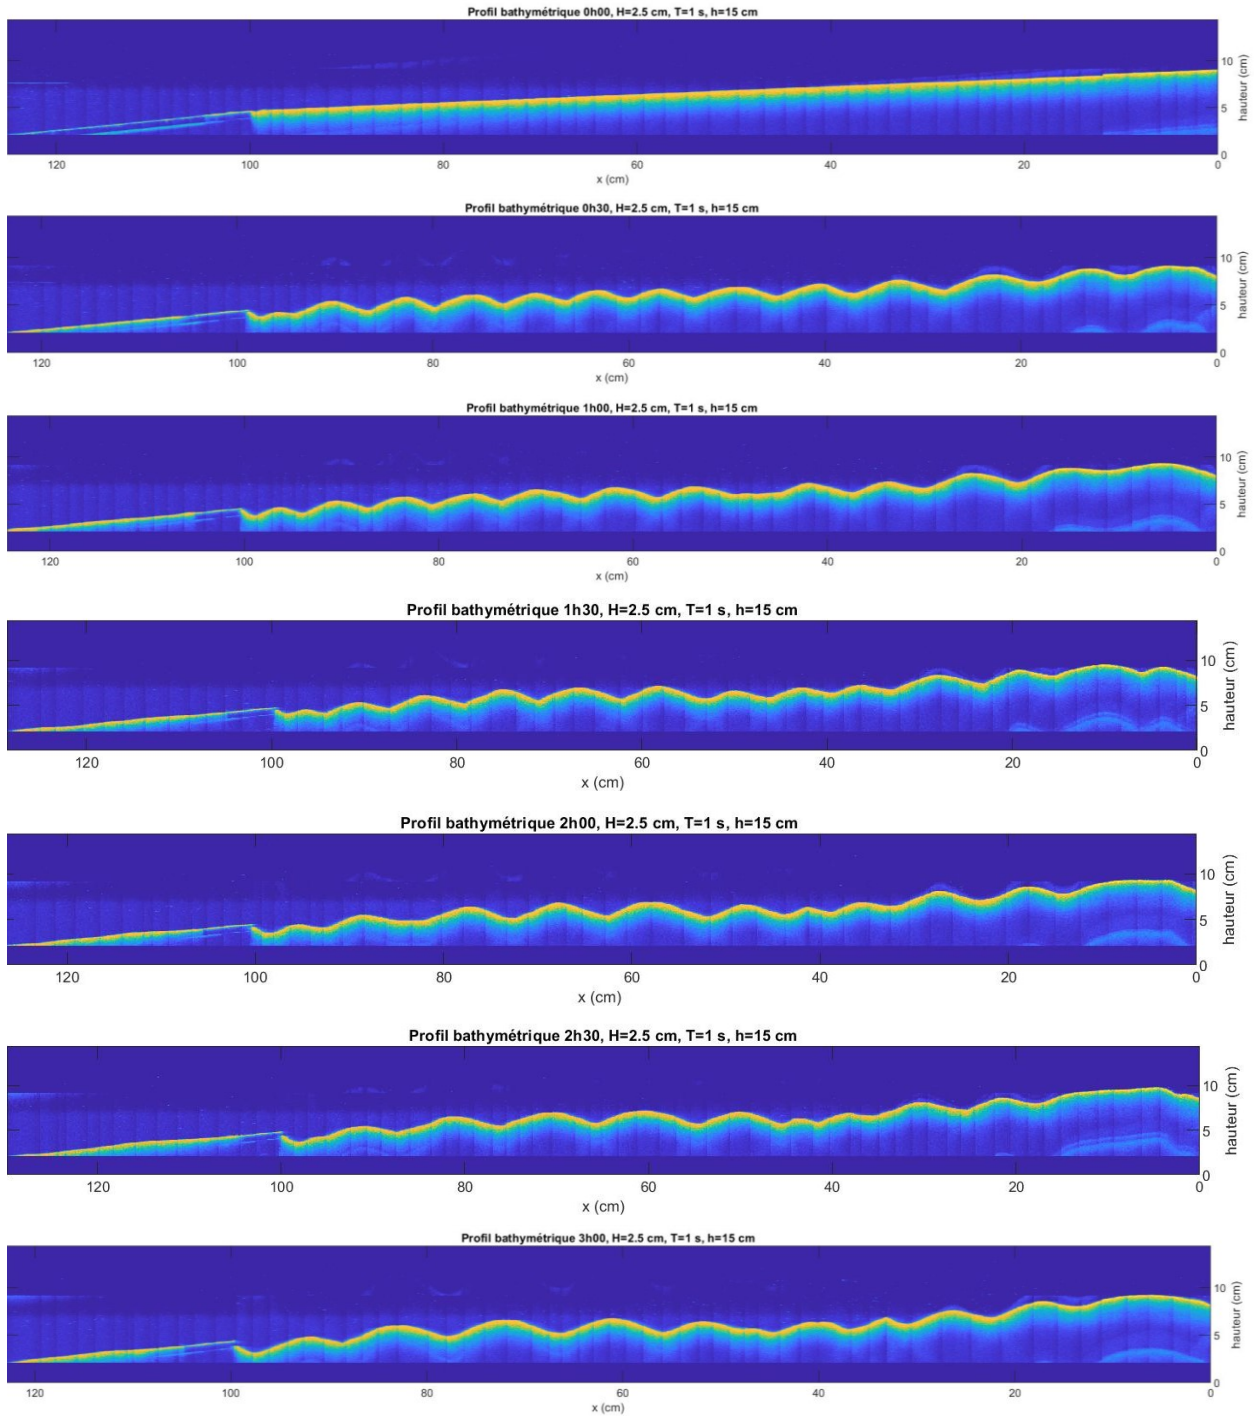 Profil bathymétrique 0h00, H=2.5 cm, T=1 s, h=15 cm
10
5
0
hauteur (cm)
120 100 80 60 40 20 0
x (cm)
Profil bathymétrique 0h30, H=2.5 cm, T=1 s, h=15 cm
10
5
0
hauteur (cm)
120 100 80 60 40 20 0
x (cm)
Profil bathymétrique 1h00, H=2.5 cm, T=1 s, h=15 cm
10
5
0
hauteur (cm)
120 100 80 60 40 20 0
x (cm)
Profil bathymétrique 1h30, H=2.5 cm, T=1 s, h=15 cm
10
5
0
hauteur (cm)
120 100 80 60 40 20 0
x (cm)
Profil bathymétrique 2h00, H=2.5 cm, T=1 s, h=15 cm
10
5
0
hauteur (cm)
120 100 80 60 40 20 0
x (cm)
Profil bathymétrique 2h30, H=2.5 cm, T=1 s, h=15 cm
10
5
0
hauteur (cm)
120 100 80 60 40 20 0
x (cm)
Profil bathymétrique 3h00, H=2.5 cm, T=1 s, h=15 cm
10
5
0
hauteur (cm)
120 100 80 60 40 20 0
x (cm)